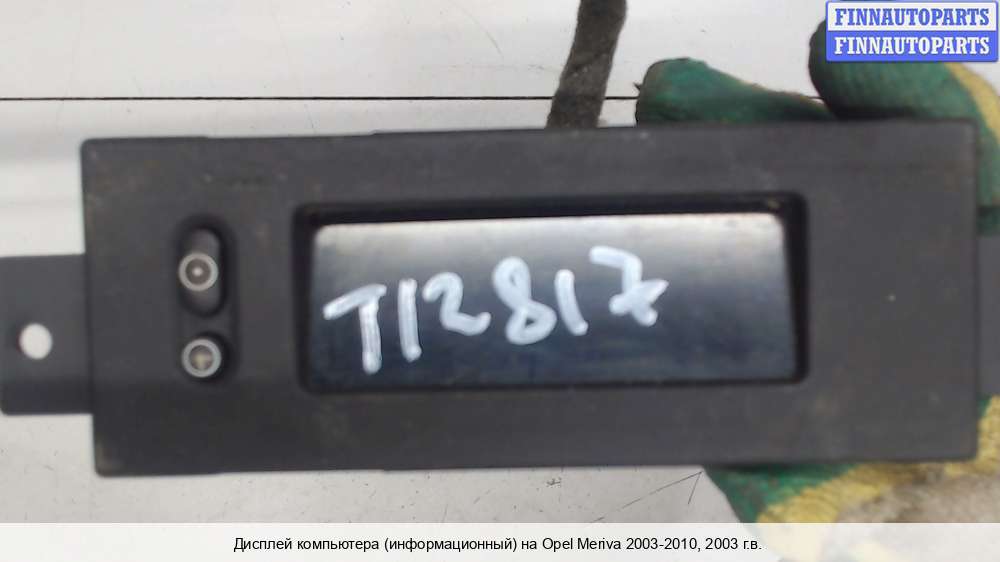 FINNAUTOPARTS
FINNAUTOPARTS
T12817
Дисплей компьютера (информационный) на Opel Meriva 2003-2010, 2003 г.в.